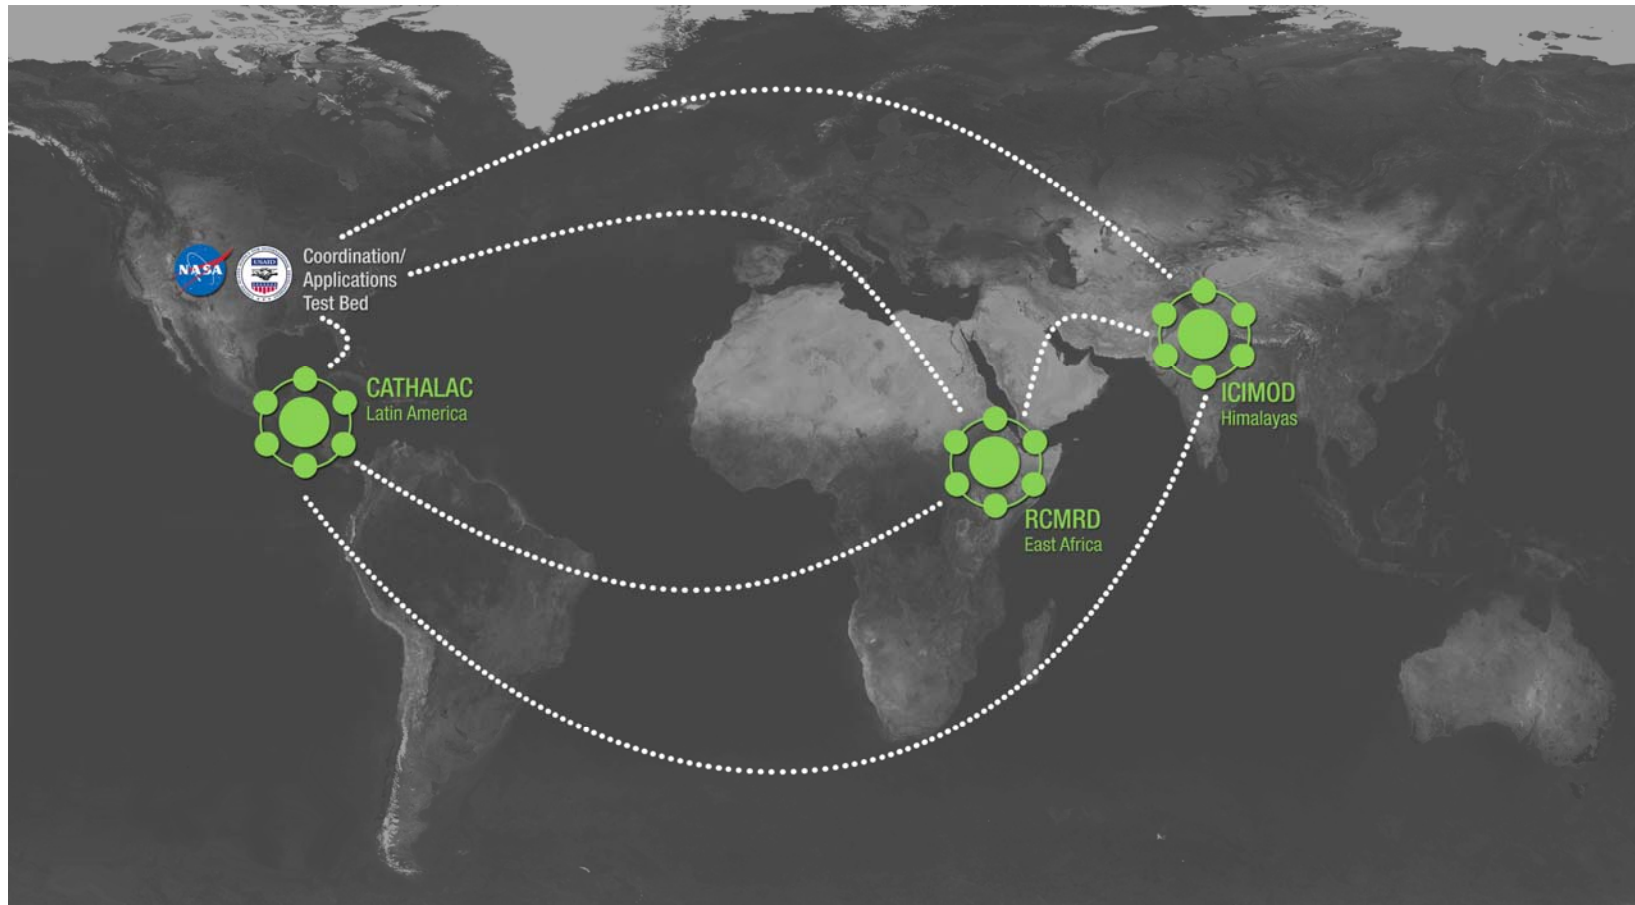 NASA
USAID
Coordination/
Applications
Test Bed
CATHALAC
Latin America
ICIMOD
Himalayas
RCMRD
East Africa